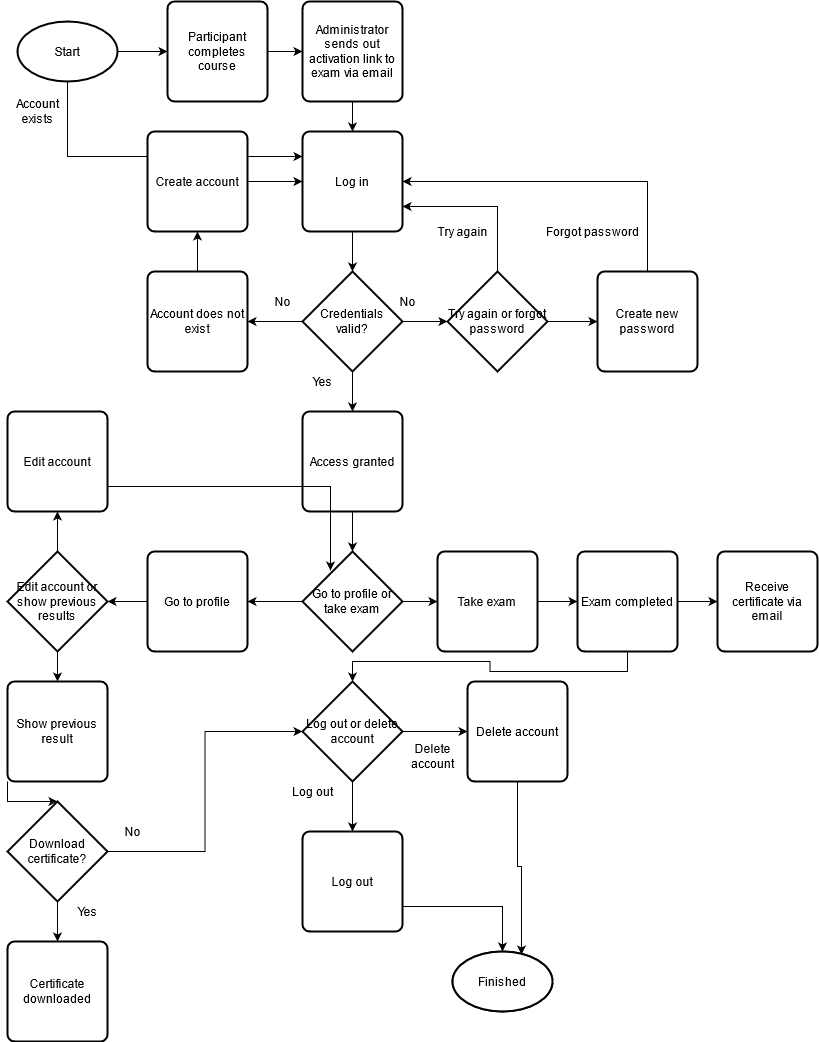 Start
Participant
completes
course
Administrator
sends out
activation link to
exam via email
Account
exists
Create account
Log in
Try again
Forgot password
Account does not
exist
No
Credentials
valid?
No
Try again or forgot
password
Create new
password
Yes
Edit account
Access granted
Edit account or
show previous
results
Go to profile
Go to profile or
take exam
Take exam
Exam completed
Receive
certificate via
email
Show previous
result
Log out or delete
account
Delete
account
Delete account
Log out
Download
certificate?
No
Log out
Yes
Certificate
downloaded
Finished